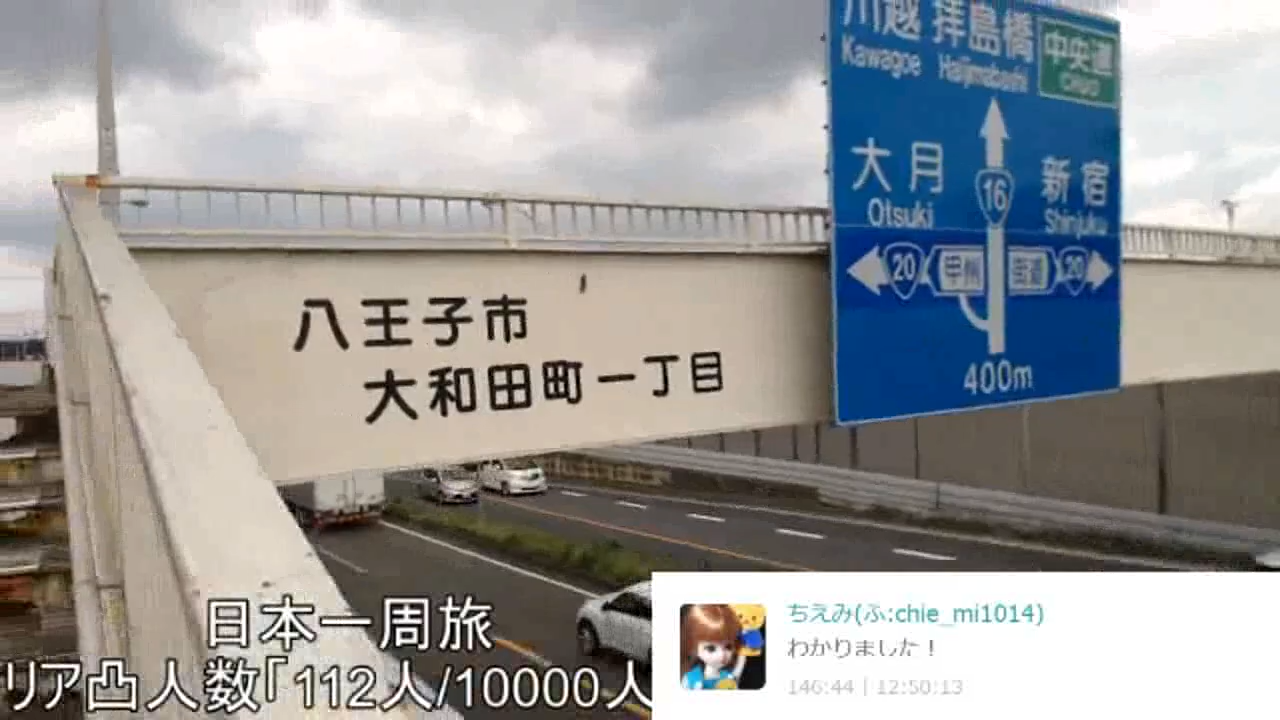 川越 拝島橋 中央道
Kawagoe Haijimabashi CHUO
大月 16 新宿
Otsuki Shinjuku
20 甲州 街道 20
400m
八王子市
大和田町一丁目
日本一周旅
リア凸人数「112人/10000人
ちえみ(ふ:chie_mi1014)
わかりました！
146:44 | 12:50:13